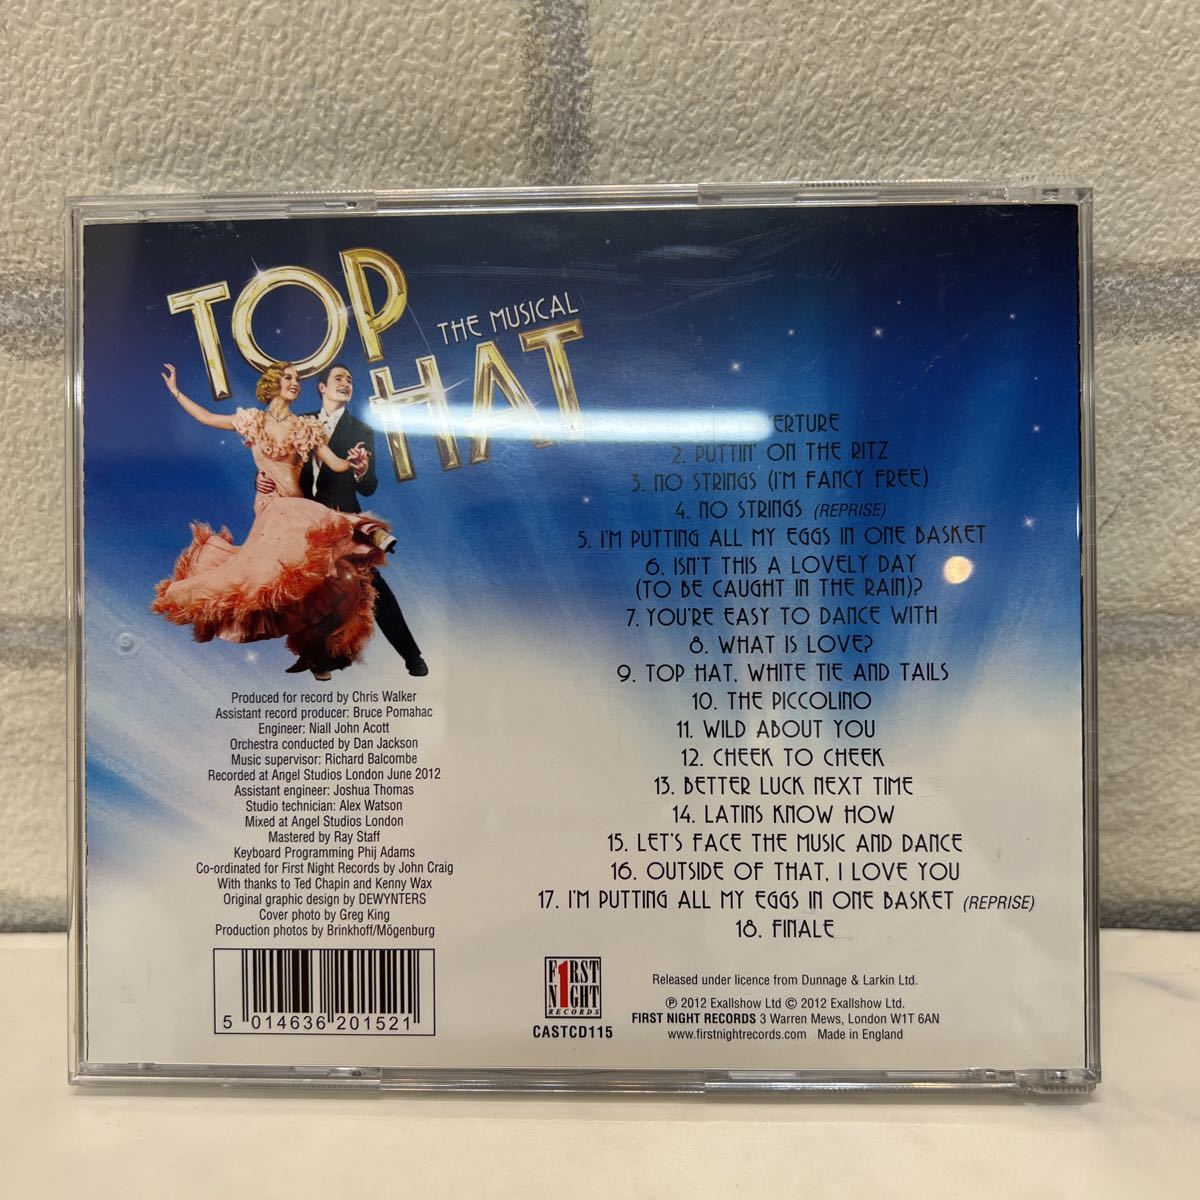 TOP
THE MUSICAL
HAT
2. PUTTIN' ON THE RITZ
3. NO STRINGS (I'M FANCY FREE)
4. NO STRINGS (REPRISE)
5. I'M PUTTING ALL MY EGGS IN ONE BASKET
6. ISN'T THIS A LOVELY DAY
(TO BE CAUGHT IN THE RAIN)?
7. YOU'RE EASY TO DANCE WITH
8. WHAT IS LOVE?
9. TOP HAT, WHITE TIE AND TAILS
10. THE PICCOLINO
11. WILD ABOUT YOU
12. CHEEK TO CHEEK
13. BETTER LUCK NEXT TIME
14. LATINS KNOW HOW
15. LET'S FACE THE MUSIC AND DANCE
16. OUTSIDE OF THAT, I LOVE YOU
17. I'M PUTTING ALL MY EGGS IN ONE BASKET (REPRISE)
18. FINALE
Produced for record by Chris Walker
Assistant record producer: Bruce Pomahac
Engineer: Niall John Acott
Orchestra conducted by Dan Jackson
Music supervisor: Richard Balcombe
Recorded at Angel Studios London June 2012
Assistant engineer: Joshua Thomas
Studio technician: Alex Watson
Mixed at Angel Studios London
Mastered by Ray Staff
Keyboard Programming Phij Adams
Co-ordinated for First Night Records by John Craig
With thanks to Ted Chapin and Kenny Wax
Original graphic design by DEWYNTERS
Cover photo by Greg King
Production photos by Brinkhoff/Mögenburg
5 014636 201521
F1RST
N1GHT
RECORDS
CASTCD115
Released under licence from Dunnage & Larkin Ltd.
℗ 2012 Exallshow Ltd © 2012 Exallshow Ltd.
FIRST NIGHT RECORDS 3 Warren Mews, London W1T 6AN
www.firstnightrecords.com Made in England